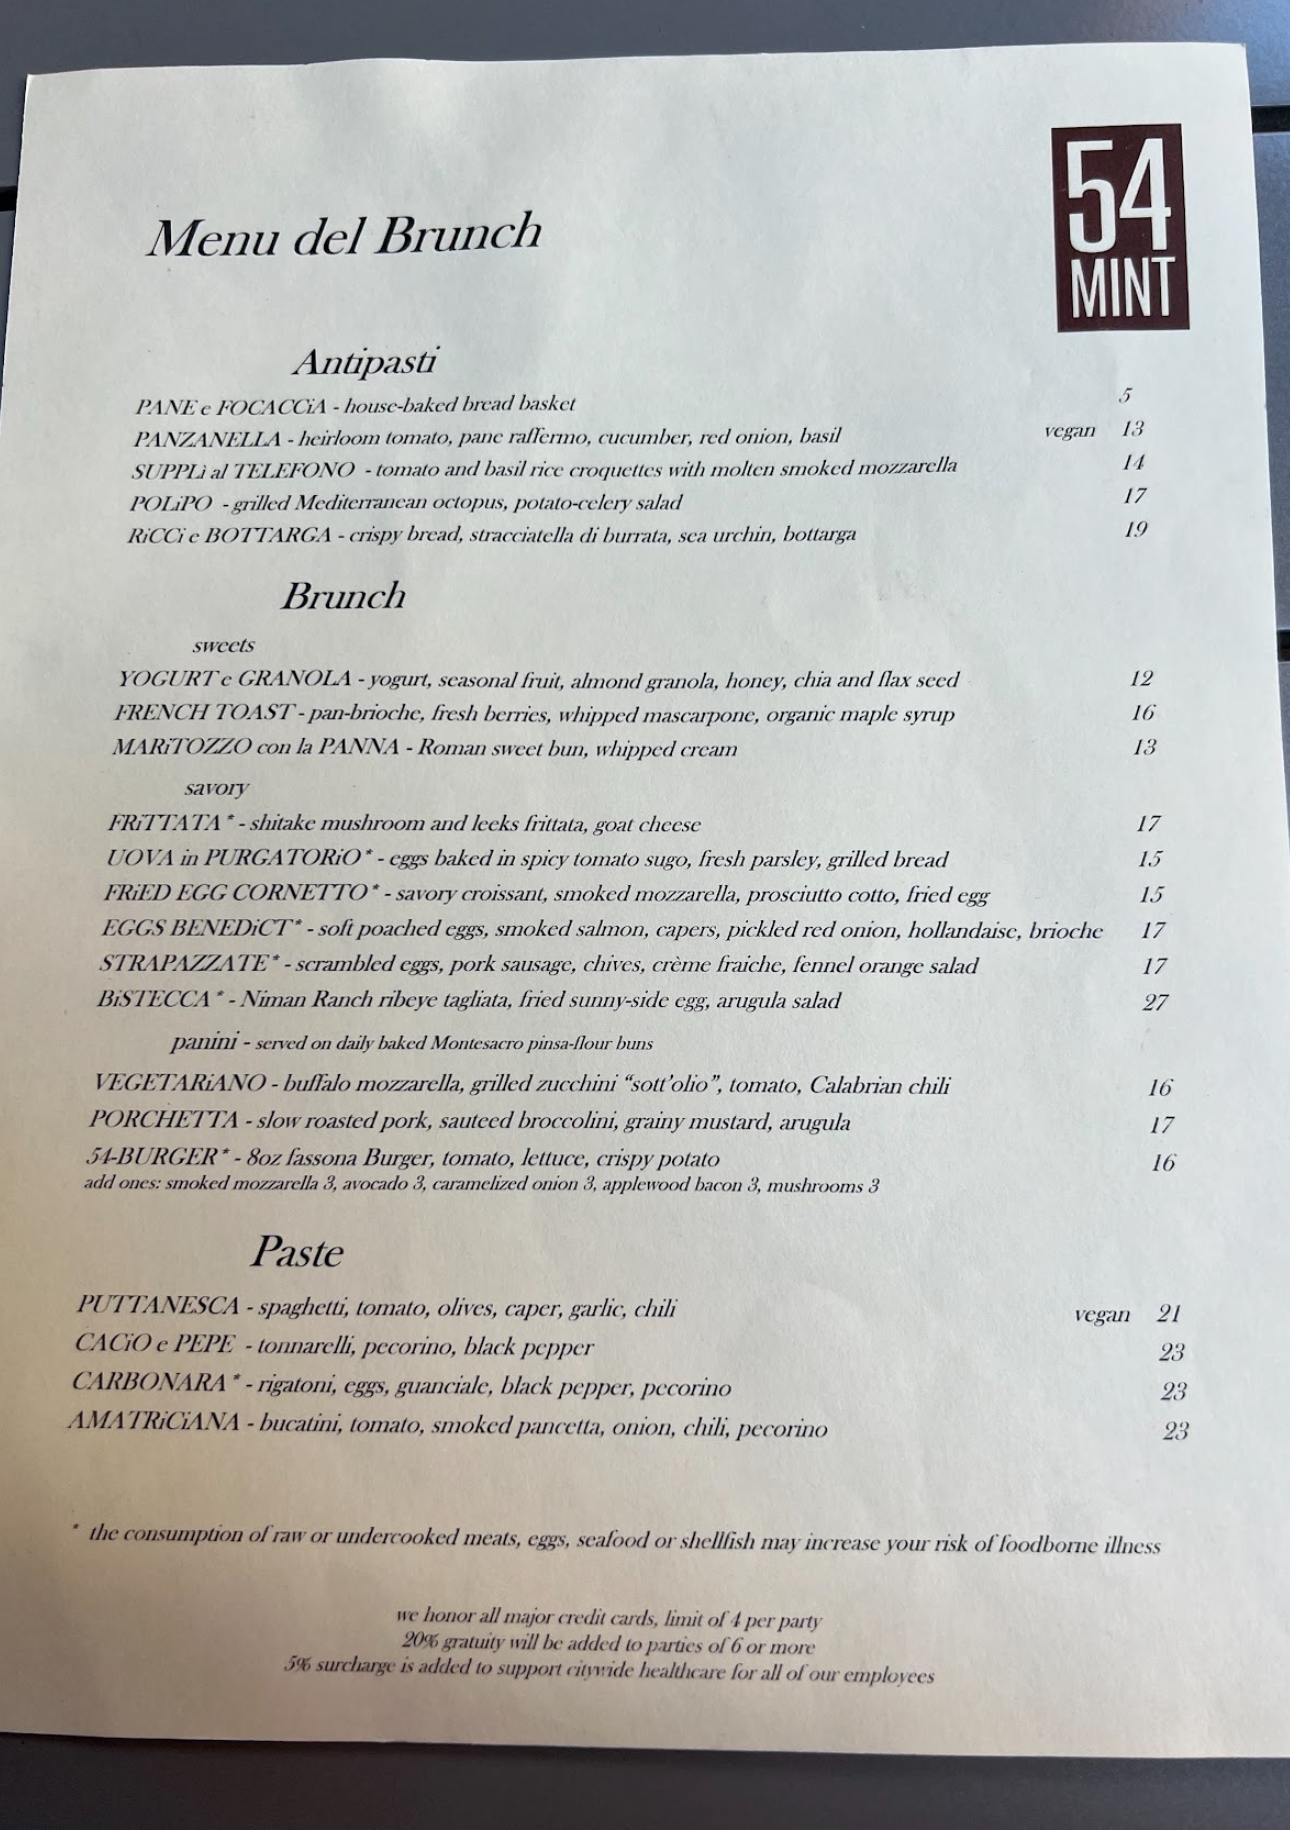 54
MINT
Menu del Brunch
Antipasti
PANE e FOCACCiA - house-baked bread basket 5
PANZANELLA - heirloom tomato, pane raffermo, cucumber, red onion, basil vegan 13
SUPPLì al TELEFONO - tomato and basil rice croquettes with molten smoked mozzarella 14
POLiPO - grilled Mediterranean octopus, potato-celery salad 17
RiCCi e BOTTARGA - crispy bread, stracciatella di burrata, sea urchin, bottarga 19
Brunch
sweets
YOGURT e GRANOLA - yogurt, seasonal fruit, almond granola, honey, chia and flax seed 12
FRENCH TOAST - pan-brioche, fresh berries, whipped mascarpone, organic maple syrup 16
MARiTOZZO con la PANNA - Roman sweet bun, whipped cream 13
savory
FRiTTATA* - shitake mushroom and leeks frittata, goat cheese 17
UOVA in PURGATORiO* - eggs baked in spicy tomato sugo, fresh parsley, grilled bread 15
FRiED EGG CORNETTO* - savory croissant, smoked mozzarella, prosciutto cotto, fried egg 15
EGGS BENEDiCT* - soft poached eggs, smoked salmon, capers, pickled red onion, hollandaise, brioche 17
STRAPAZZATE* - scrambled eggs, pork sausage, chives, crème fraiche, fennel orange salad 17
BiSTECCA* - Niman Ranch ribeye tagliata, fried sunny-side egg, arugula salad 27
panini - served on daily baked Montesacro pinsa-flour buns
VEGETARiANO - buffalo mozzarella, grilled zucchini “sott’olio”, tomato, Calabrian chili 16
PORCHETTA - slow roasted pork, sauteed broccolini, grainy mustard, arugula 17
54-BURGER* - 8oz fassona Burger, tomato, lettuce, crispy potato 16
add ones: smoked mozzarella 3, avocado 3, caramelized onion 3, applewood bacon 3, mushrooms 3
Paste
PUTTANESCA - spaghetti, tomato, olives, caper, garlic, chili vegan 21
CACiO e PEPE - tonnarelli, pecorino, black pepper 23
CARBONARA* - rigatoni, eggs, guanciale, black pepper, pecorino 23
AMATRiCiANA - bucatini, tomato, smoked pancetta, onion, chili, pecorino 23
* the consumption of raw or undercooked meats, eggs, seafood or shellfish may increase your risk of foodborne illness
we honor all major credit cards, limit of 4 per party
20% gratuity will be added to parties of 6 or more
5% surcharge is added to support citywide healthcare for all of our employees